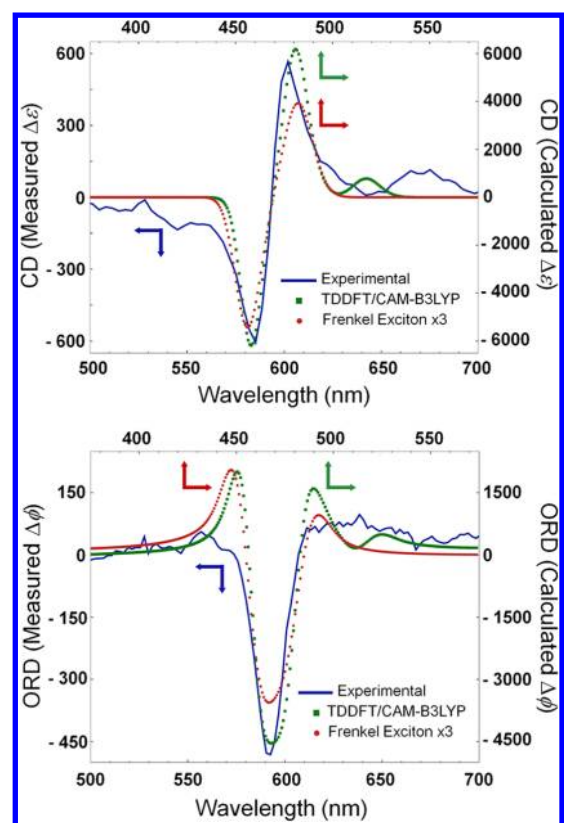 400 450 500 550
600 300 0 - 300 - 600
CD (Measured Δε)
6000 4000 2000 0 - 2000 - 4000 - 6000
CD (Calculated Δε)
Experimental
TDDFT/CAM-B3LYP
Frenkel Exciton x3
500 550 600 650 700
Wavelength (nm)
400 450 500 550
150 0 - 150 - 300 - 450
ORD (Measured Δϕ)
1500 0 - 1500 - 3000 - 4500
ORD (Calculated Δϕ)
Experimental
TDDFT/CAM-B3LYP
Frenkel Exciton x3
500 550 600 650 700
Wavelength (nm)